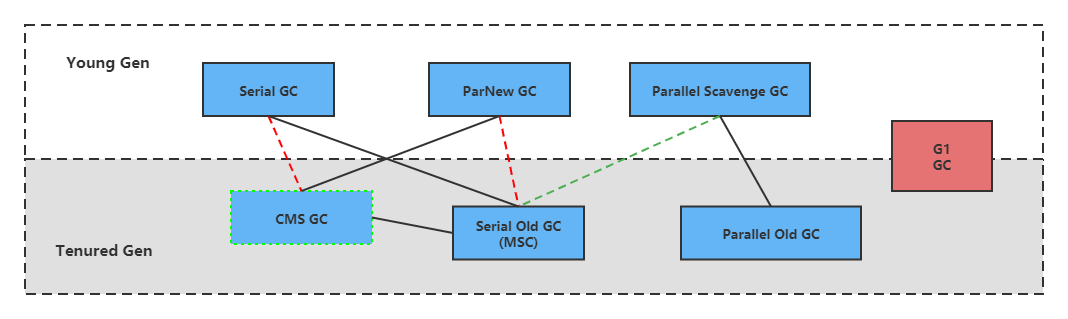 Young Gen
Serial GC
ParNew GC
Parallel Scavenge GC
G1
GC
CMS GC
Serial Old GC
(MSC)
Parallel Old GC
Tenured Gen